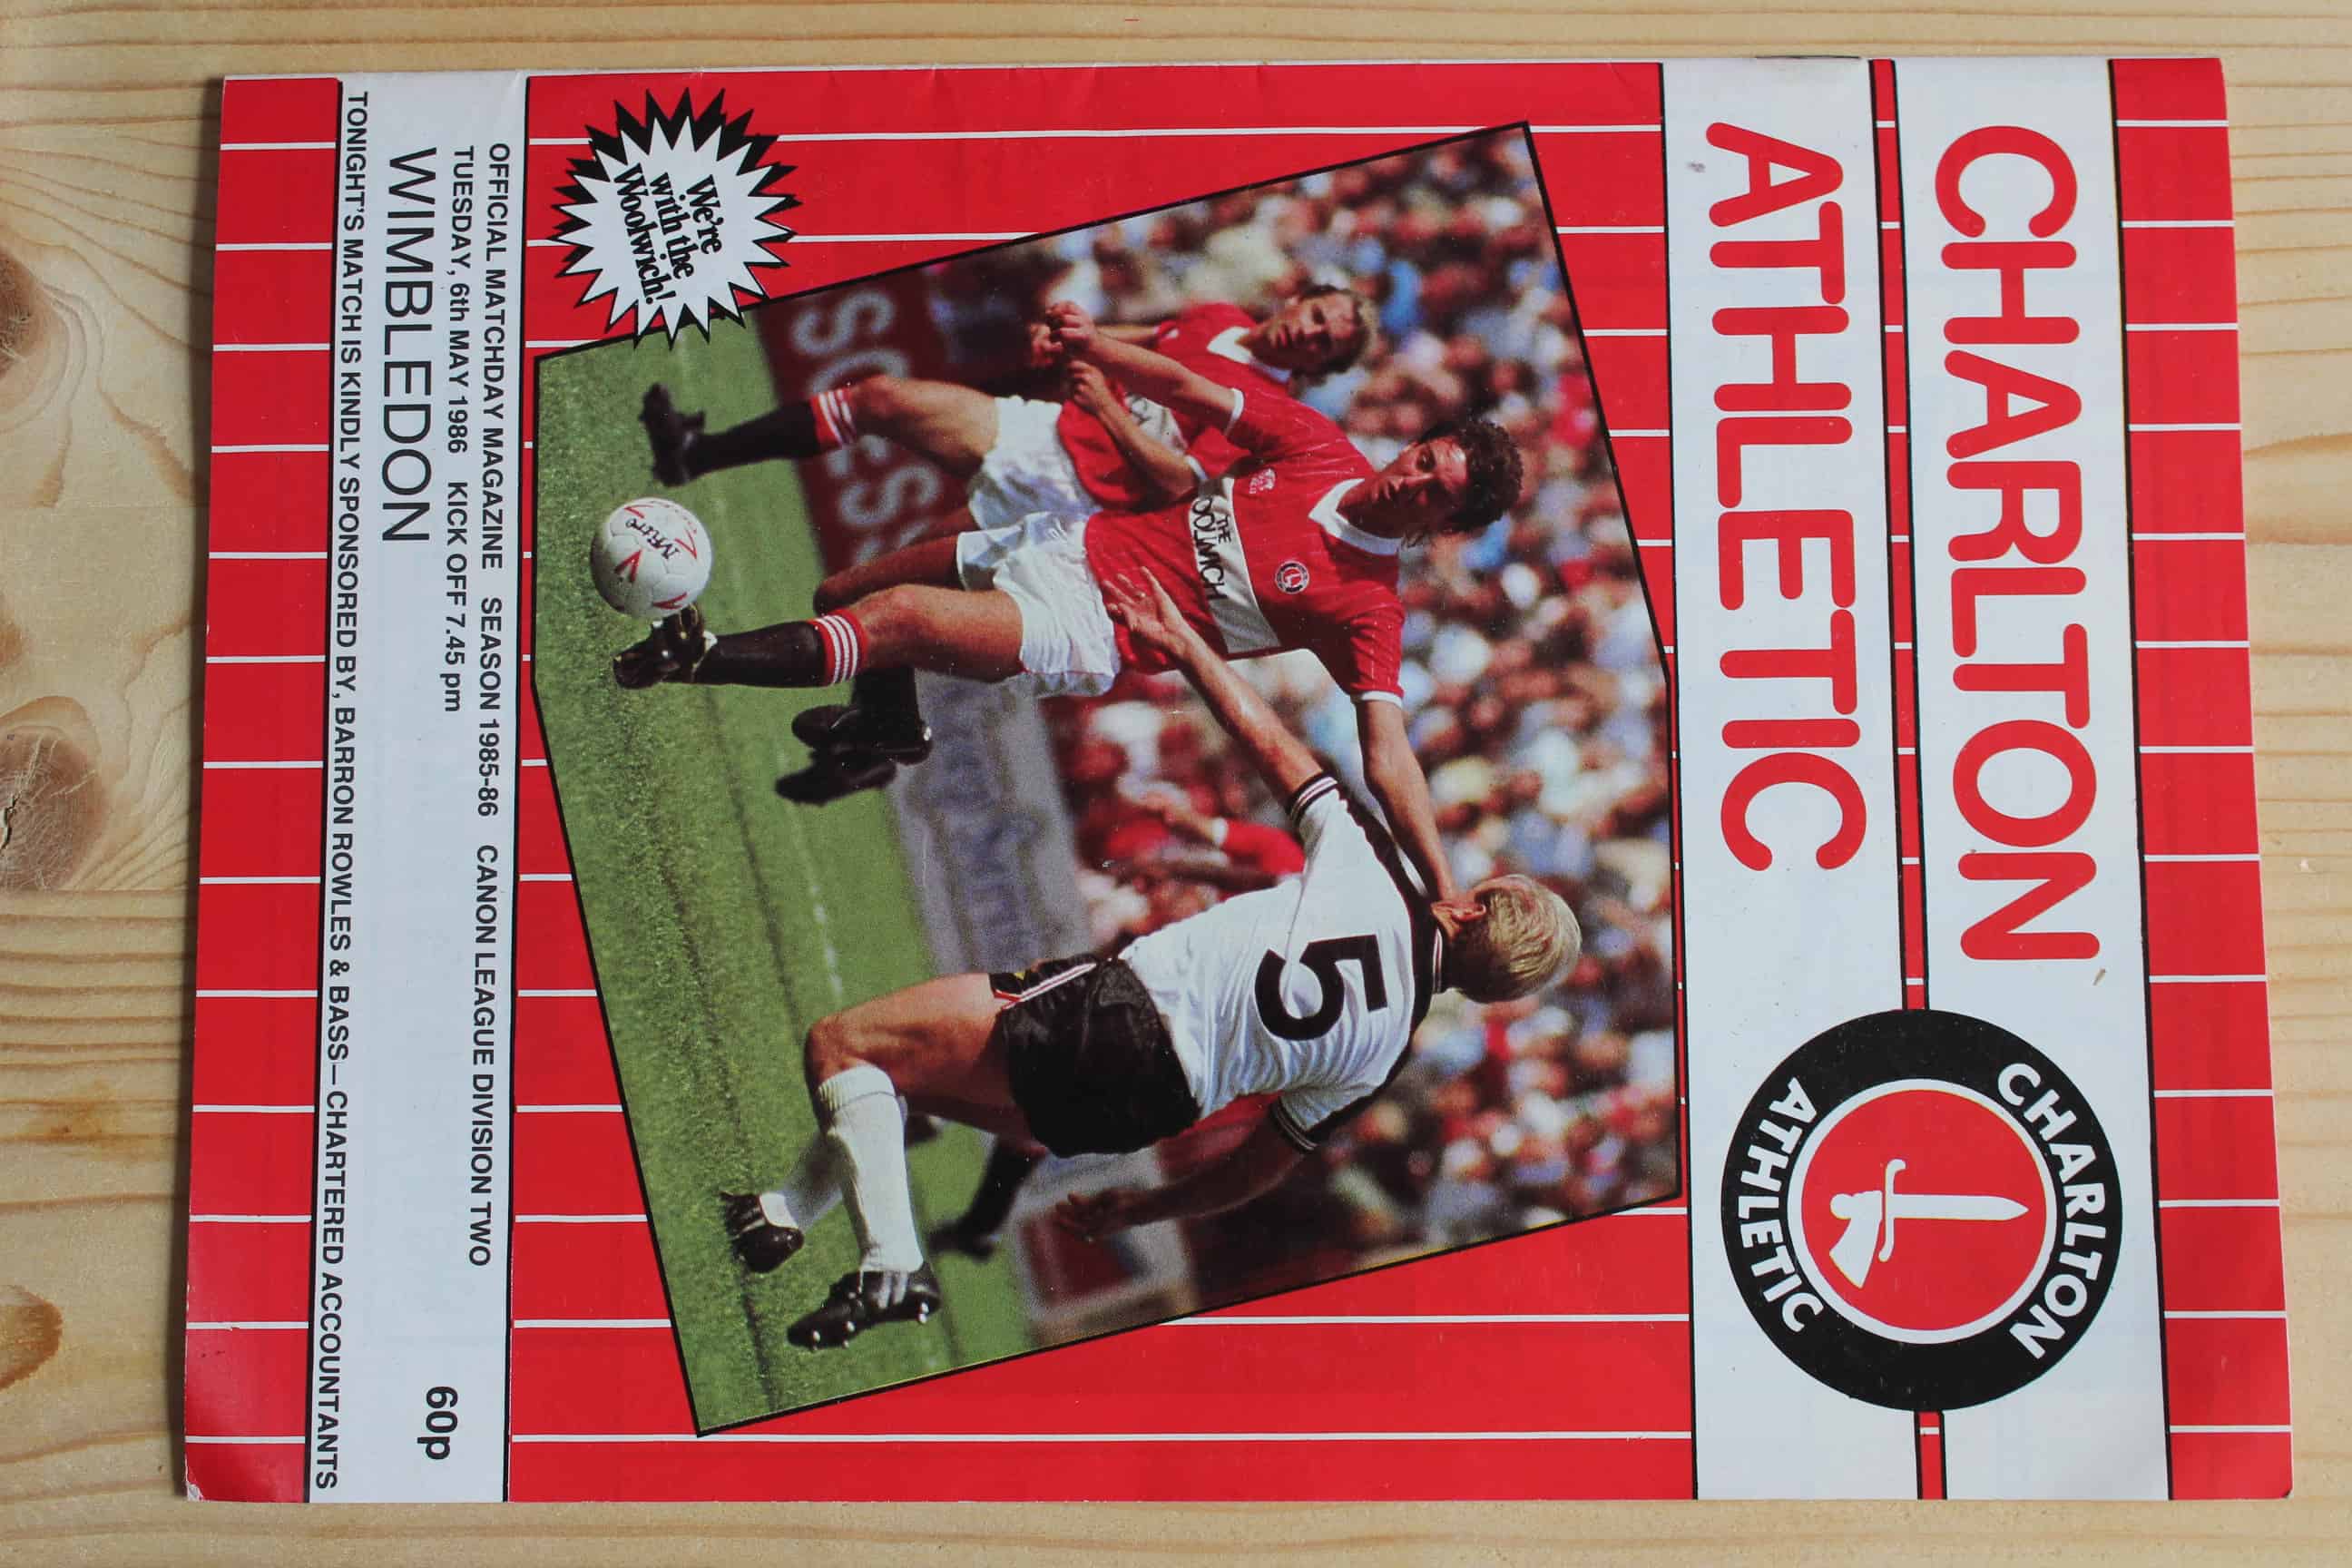 CHARLTON
ATHLETIC
CHARLTON
ATHLETIC
THE
WOOLWICH
5
Mitre
We're
with the
Woolwich!
OFFICIAL MATCHDAY MAGAZINE SEASON 1985-86 CANON LEAGUE DIVISION TWO
TUESDAY, 6th MAY 1986 KICK OFF 7.45 pm
WIMBLEDON 60p
TONIGHT'S MATCH IS KINDLY SPONSORED BY, BARRON ROWLES & BASS—CHARTERED ACCOUNTANTS